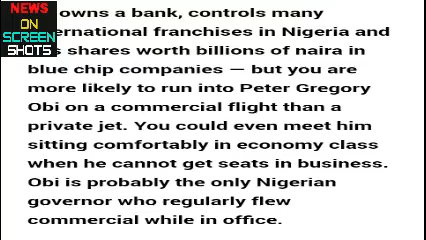 NEWS
ON
SCREEN
SHOTS
owns a bank, controls many
franchises in Nigeria and
shares worth billions of naira in
blue chip companies — but you are
more likely to run into Peter Gregory
Obi on a commercial flight than a
private jet. You could even meet him
sitting comfortably in economy class
when he cannot get seats in business.
Obi is probably the only Nigerian
governor who regularly flew
commercial while in office.